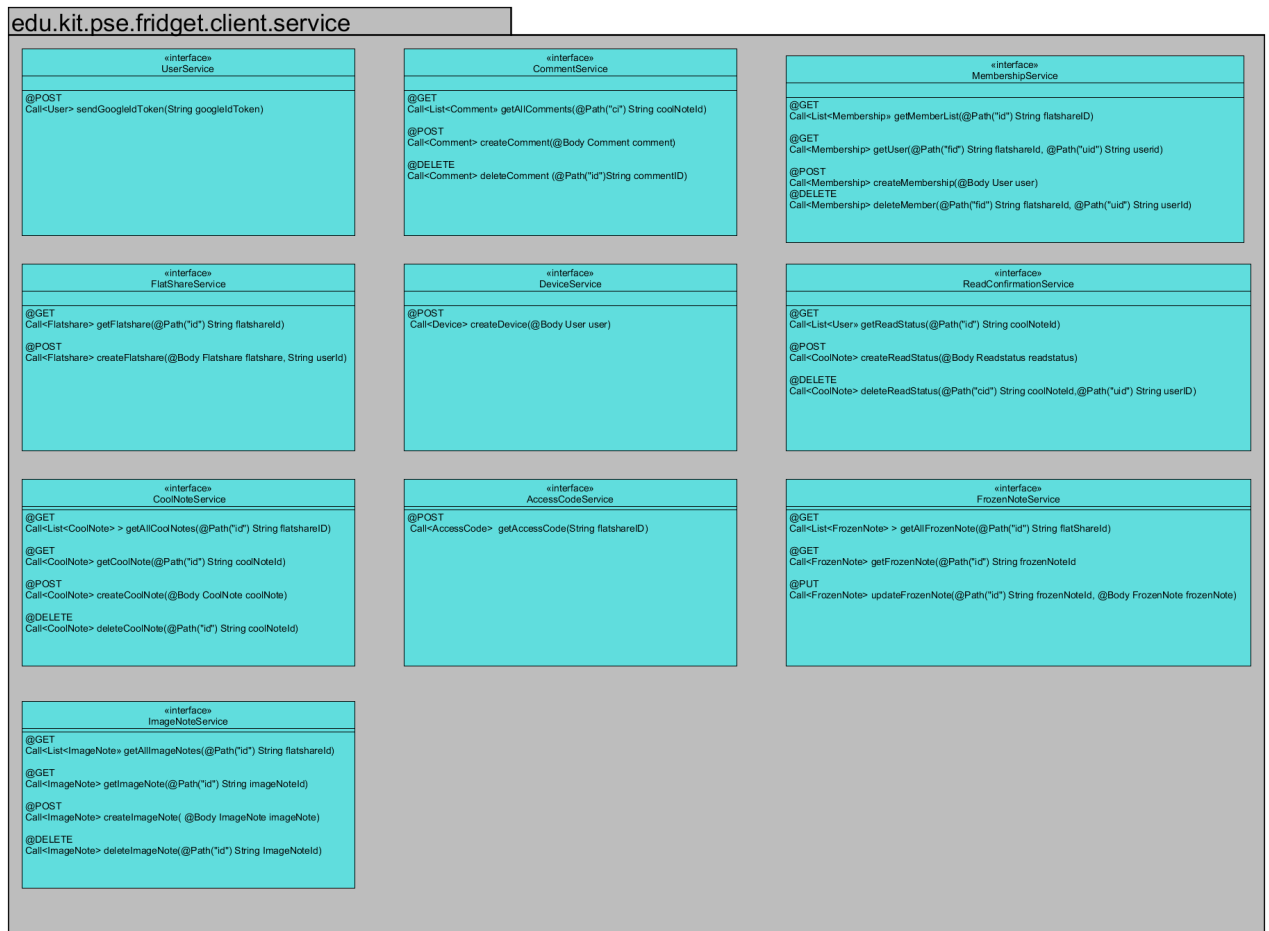 edu.kit.pse.fridget.client.service
«interface»
UserService
@POST
Call<User> sendGoogleIdToken(String googleIdToken)
«interface»
CommentService
@GET
Call<List<Comment» getAllComments(@Path("ci") String coolNoteId)
@POST
Call<Comment> createComment(@Body Comment comment)
@DELETE
Call<Comment> deleteComment (@Path("id")String commentID)
«interface»
MembershipService
@GET
Call<List<Membership» getMemberList(@Path("id") String flatshareID)
@GET
Call<Membership> getUser(@Path("fid") String flatshareId, @Path("uid") String userid)
@POST
Call<Membership> createMembership(@Body User user)
@DELETE
Call<Membership> deleteMember(@Path("fid") String flatshareId, @Path("uid") String userId)
«interface»
FlatShareService
@GET
Call<Flatshare> getFlatshare(@Path("id") String flatshareId)
@POST
Call<Flatshare> createFlatshare(@Body Flatshare flatshare, String userId)
«interface»
DeviceService
@POST
Call<Device> createDevice(@Body User user)
«interface»
ReadConfirmationService
@GET
Call<List<User» getReadStatus(@Path("id") String coolNoteId)
@POST
Call<CoolNote> createReadStatus(@Body Readstatus readstatus)
@DELETE
Call<CoolNote> deleteReadStatus(@Path("cid") String coolNoteId,@Path("uid") String userID)
«interface»
CoolNoteService
@GET
Call<List<CoolNote> > getAllCoolNotes(@Path("id") String flatshareID)
@GET
Call<CoolNote> getCoolNote(@Path("id") String coolNoteId)
@POST
Call<CoolNote> createCoolNote(@Body CoolNote coolNote)
@DELETE
Call<CoolNote> deleteCoolNote(@Path("id") String coolNoteId)
«interface»
AccessCodeService
@POST
Call<AccessCode> getAccessCode(String flatshareID)
«interface»
FrozenNoteService
@GET
Call<List<FrozenNote> > getAllFrozenNote(@Path("id") String flatShareId)
@GET
Call<FrozenNote> getFrozenNote(@Path("id") String frozenNoteId
@PUT
Call<FrozenNote> updateFrozenNote(@Path("id") String frozenNoteId, @Body FrozenNote frozenNote)
«interface»
ImageNoteService
@GET
Call<List<ImageNote» getAllImageNotes(@Path("id") String flatshareId)
@GET
Call<ImageNote> getImageNote(@Path("id") String imageNoteId)
@POST
Call<ImageNote> createImageNote( @Body ImageNote imageNote)
@DELETE
Call<ImageNote> deleteImageNote(@Path("id") String ImageNoteId)